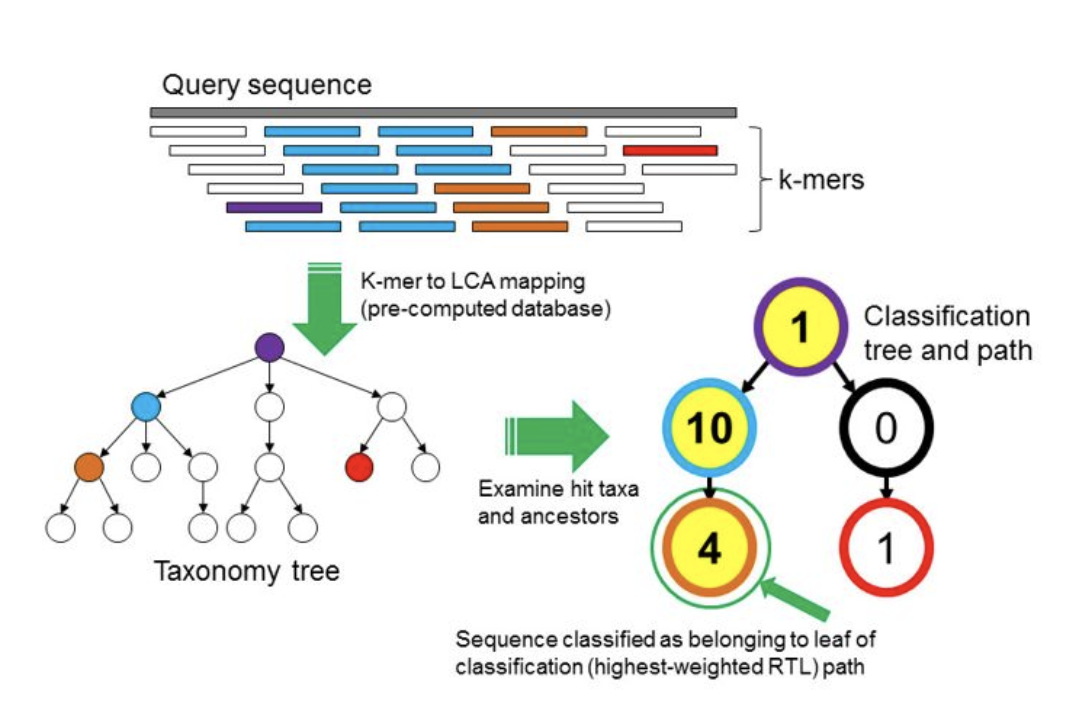 Query sequence
k-mers
K-mer to LCA mapping
(pre-computed database)
1
Classification
tree and path
10
0
Examine hit taxa
and ancestors
4
1
Taxonomy tree
Sequence classified as belonging to leaf of
classification (highest-weighted RTL) path